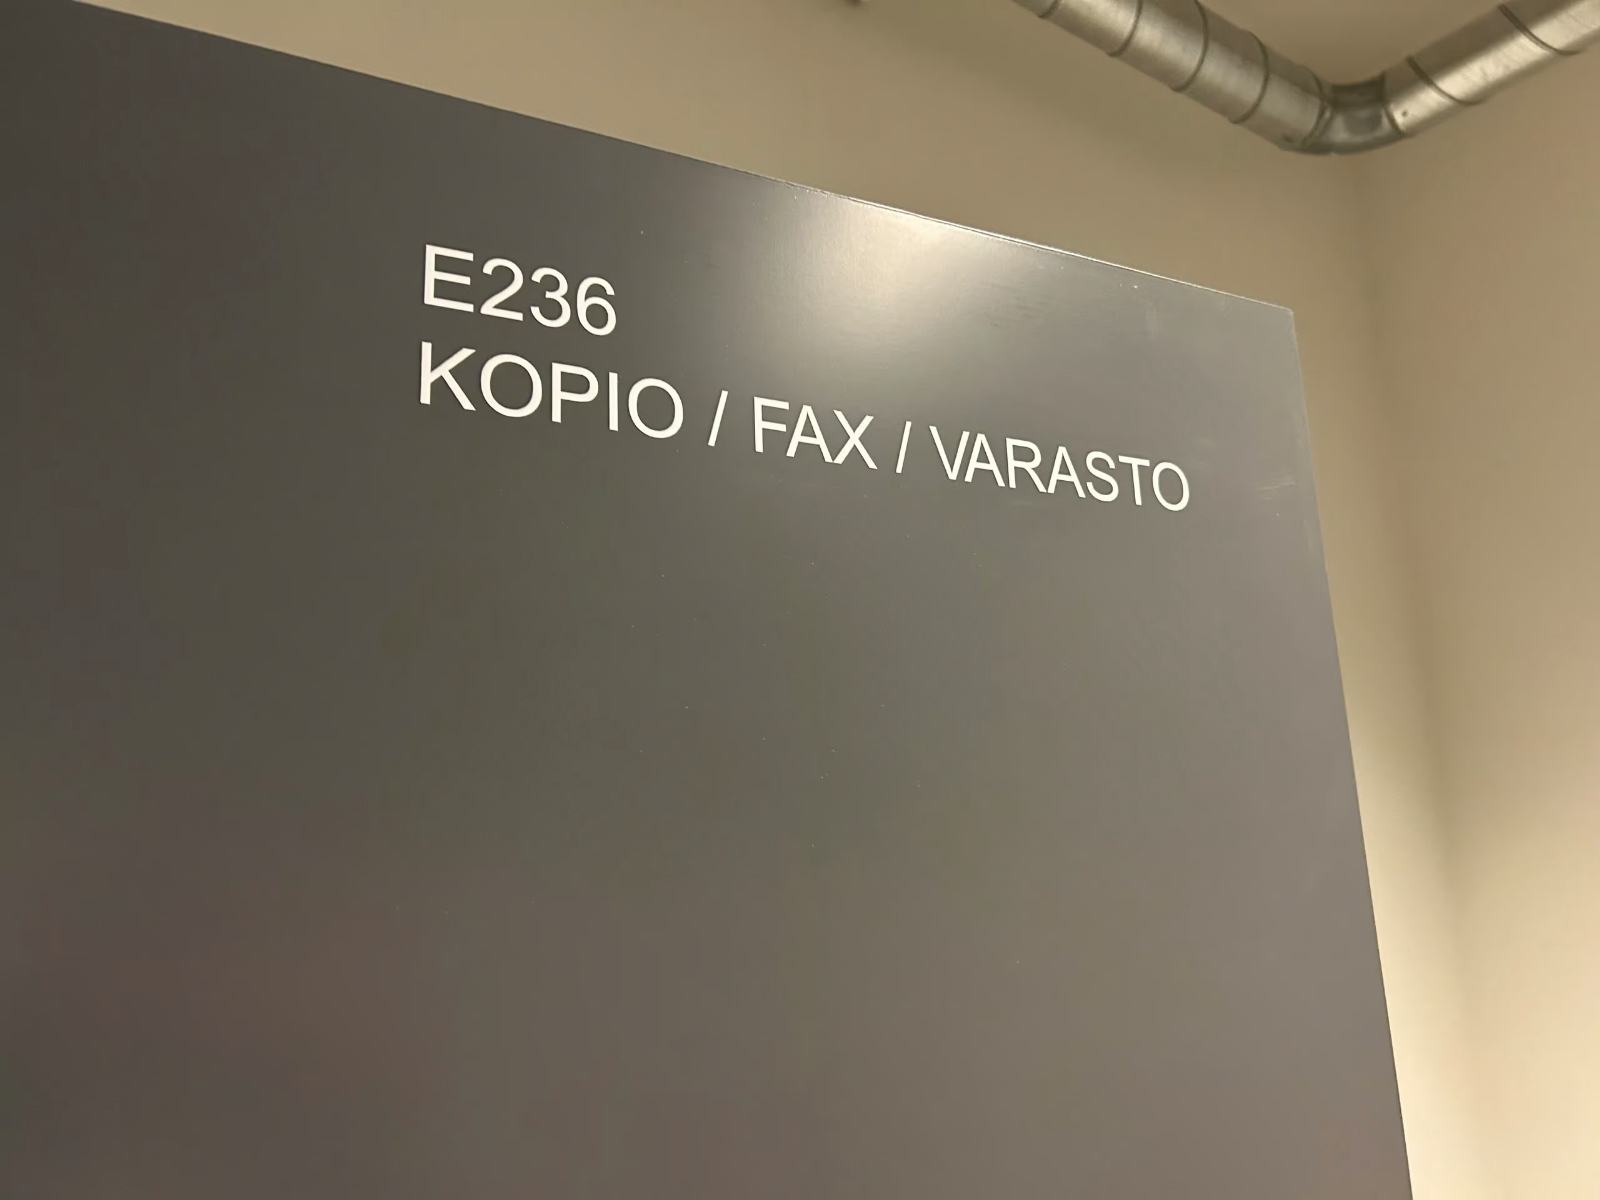 E236
KOPIO / FAX / VARASTO